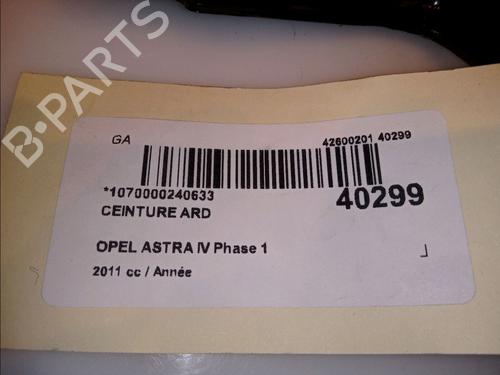 B-PARTS
GA
42600201 40299
*1070000240633
40299
CEINTURE ARD
OPEL ASTRA IV Phase 1
2011 cc / Année